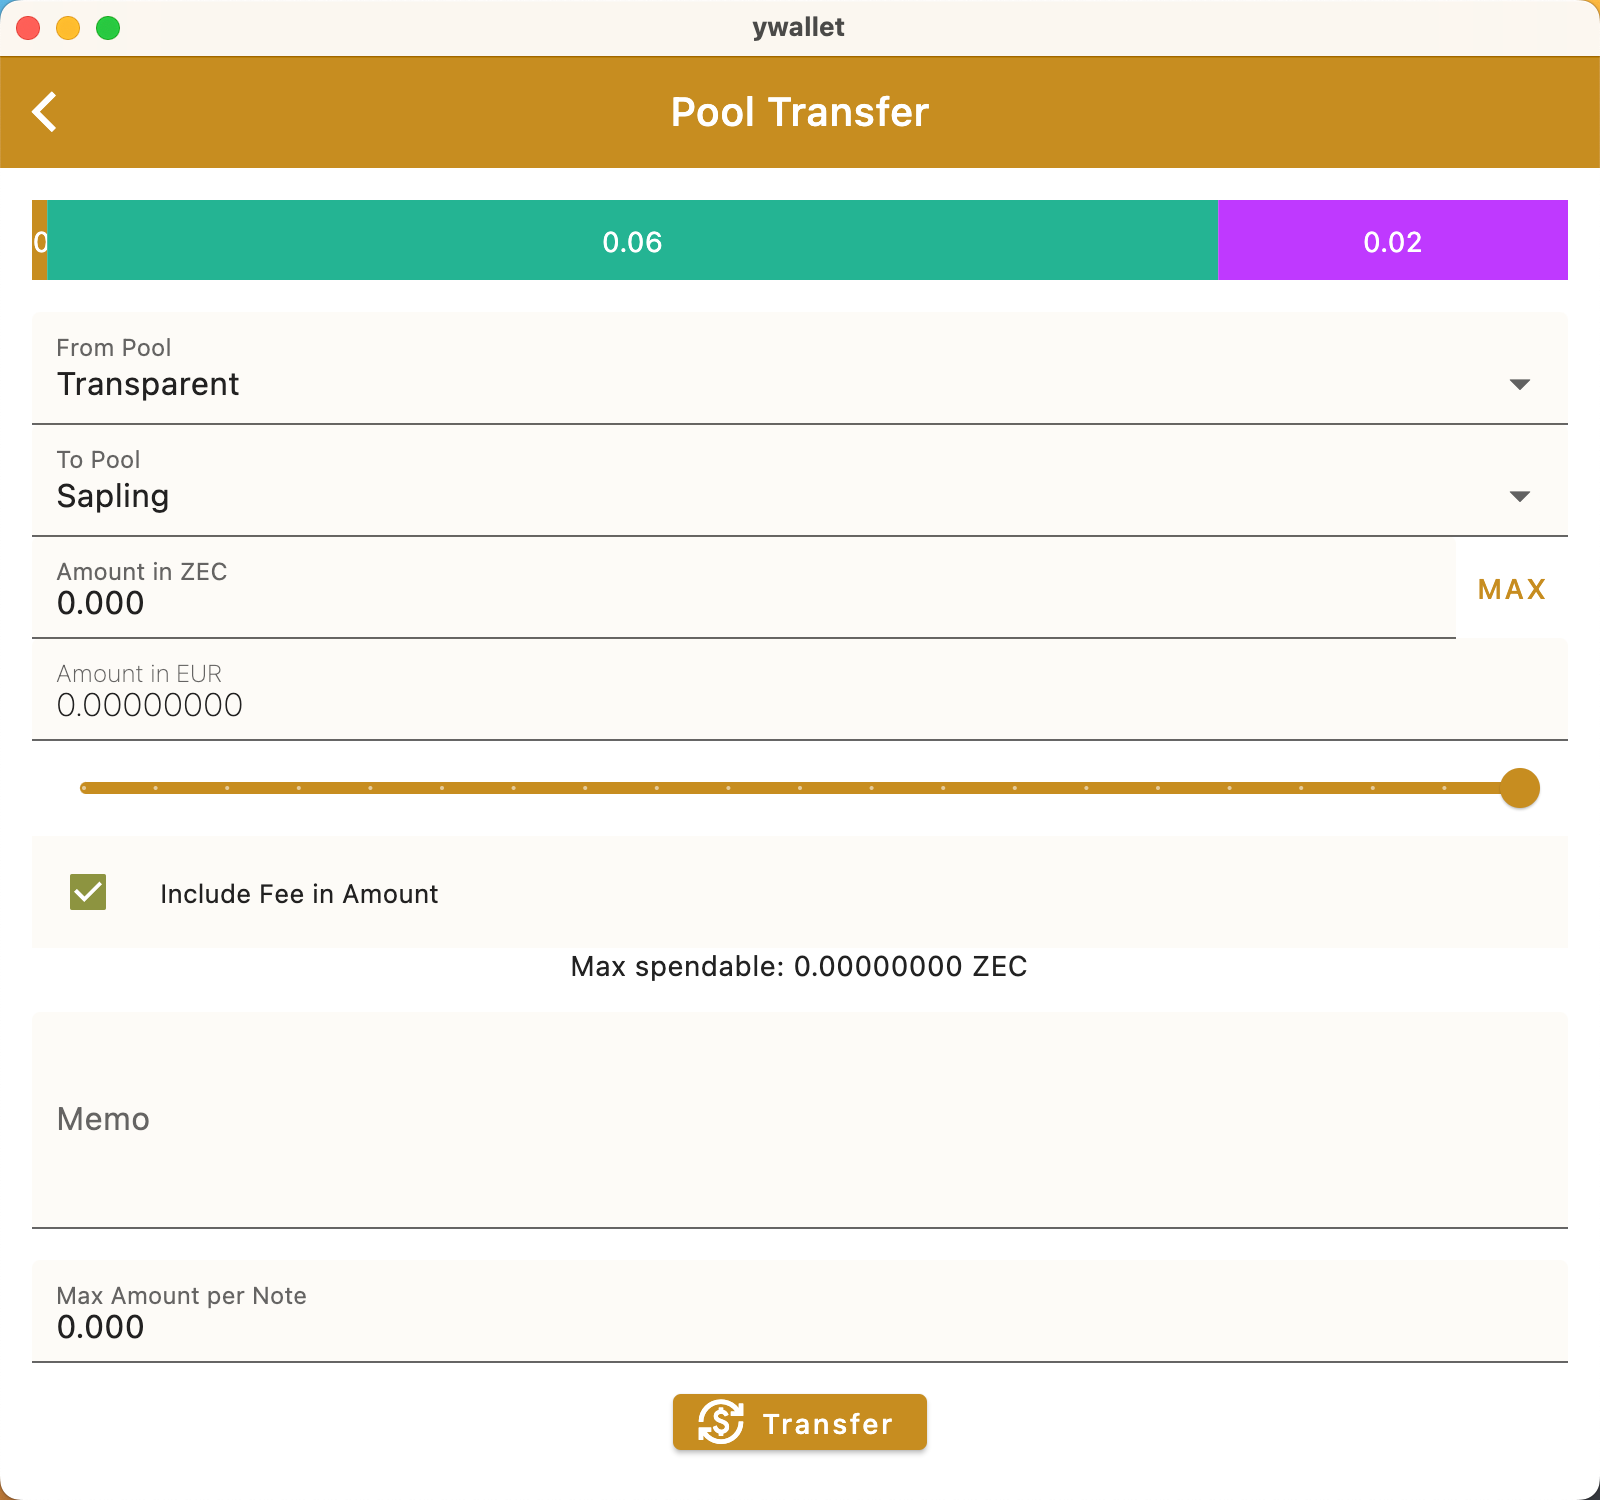 ywallet
Pool Transfer
0 0.06 0.02
From Pool
Transparent
To Pool
Sapling
Amount in ZEC
0.000
MAX
Amount in EUR
0.00000000
Include Fee in Amount
Max spendable: 0.00000000 ZEC
Memo
Max Amount per Note
0.000
Transfer